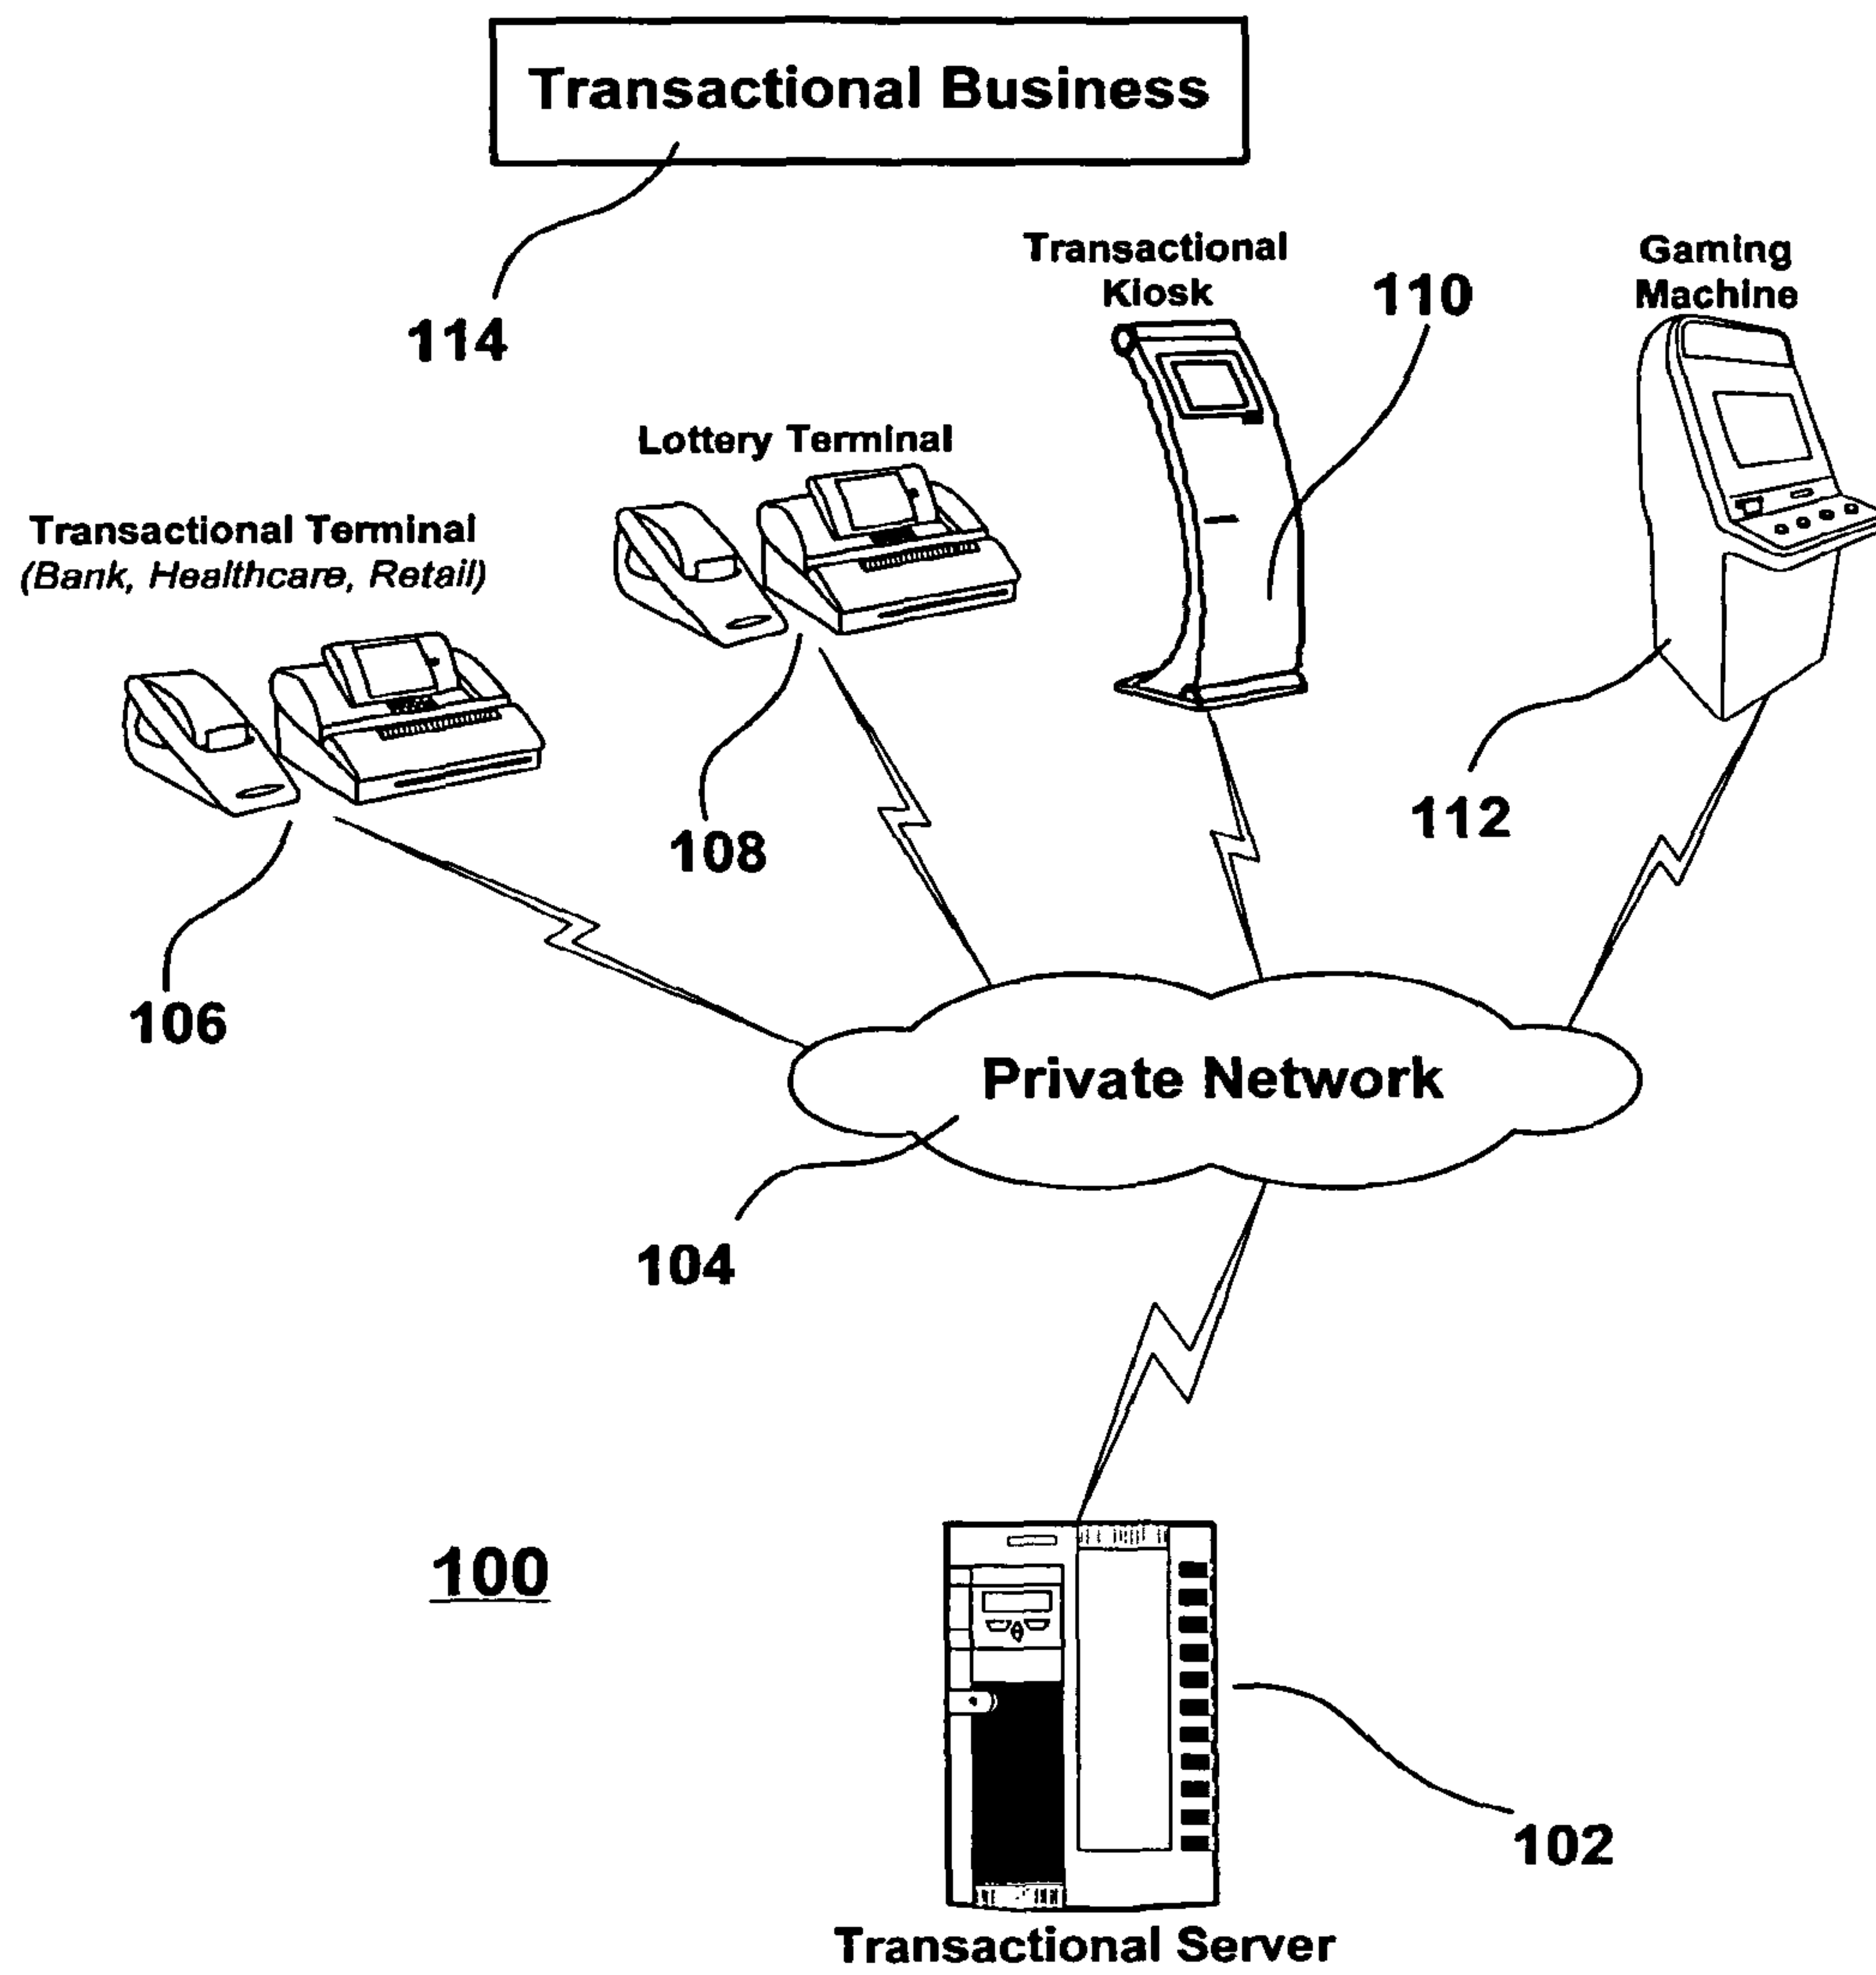 Transactional Business
114
Transactional
Kiosk
110
Gaming
Machine
Lottery Terminal
Transactional Terminal
(Bank, Healthcare, Retail)
112
108
106
Private Network
104
100
102
Transactional Server